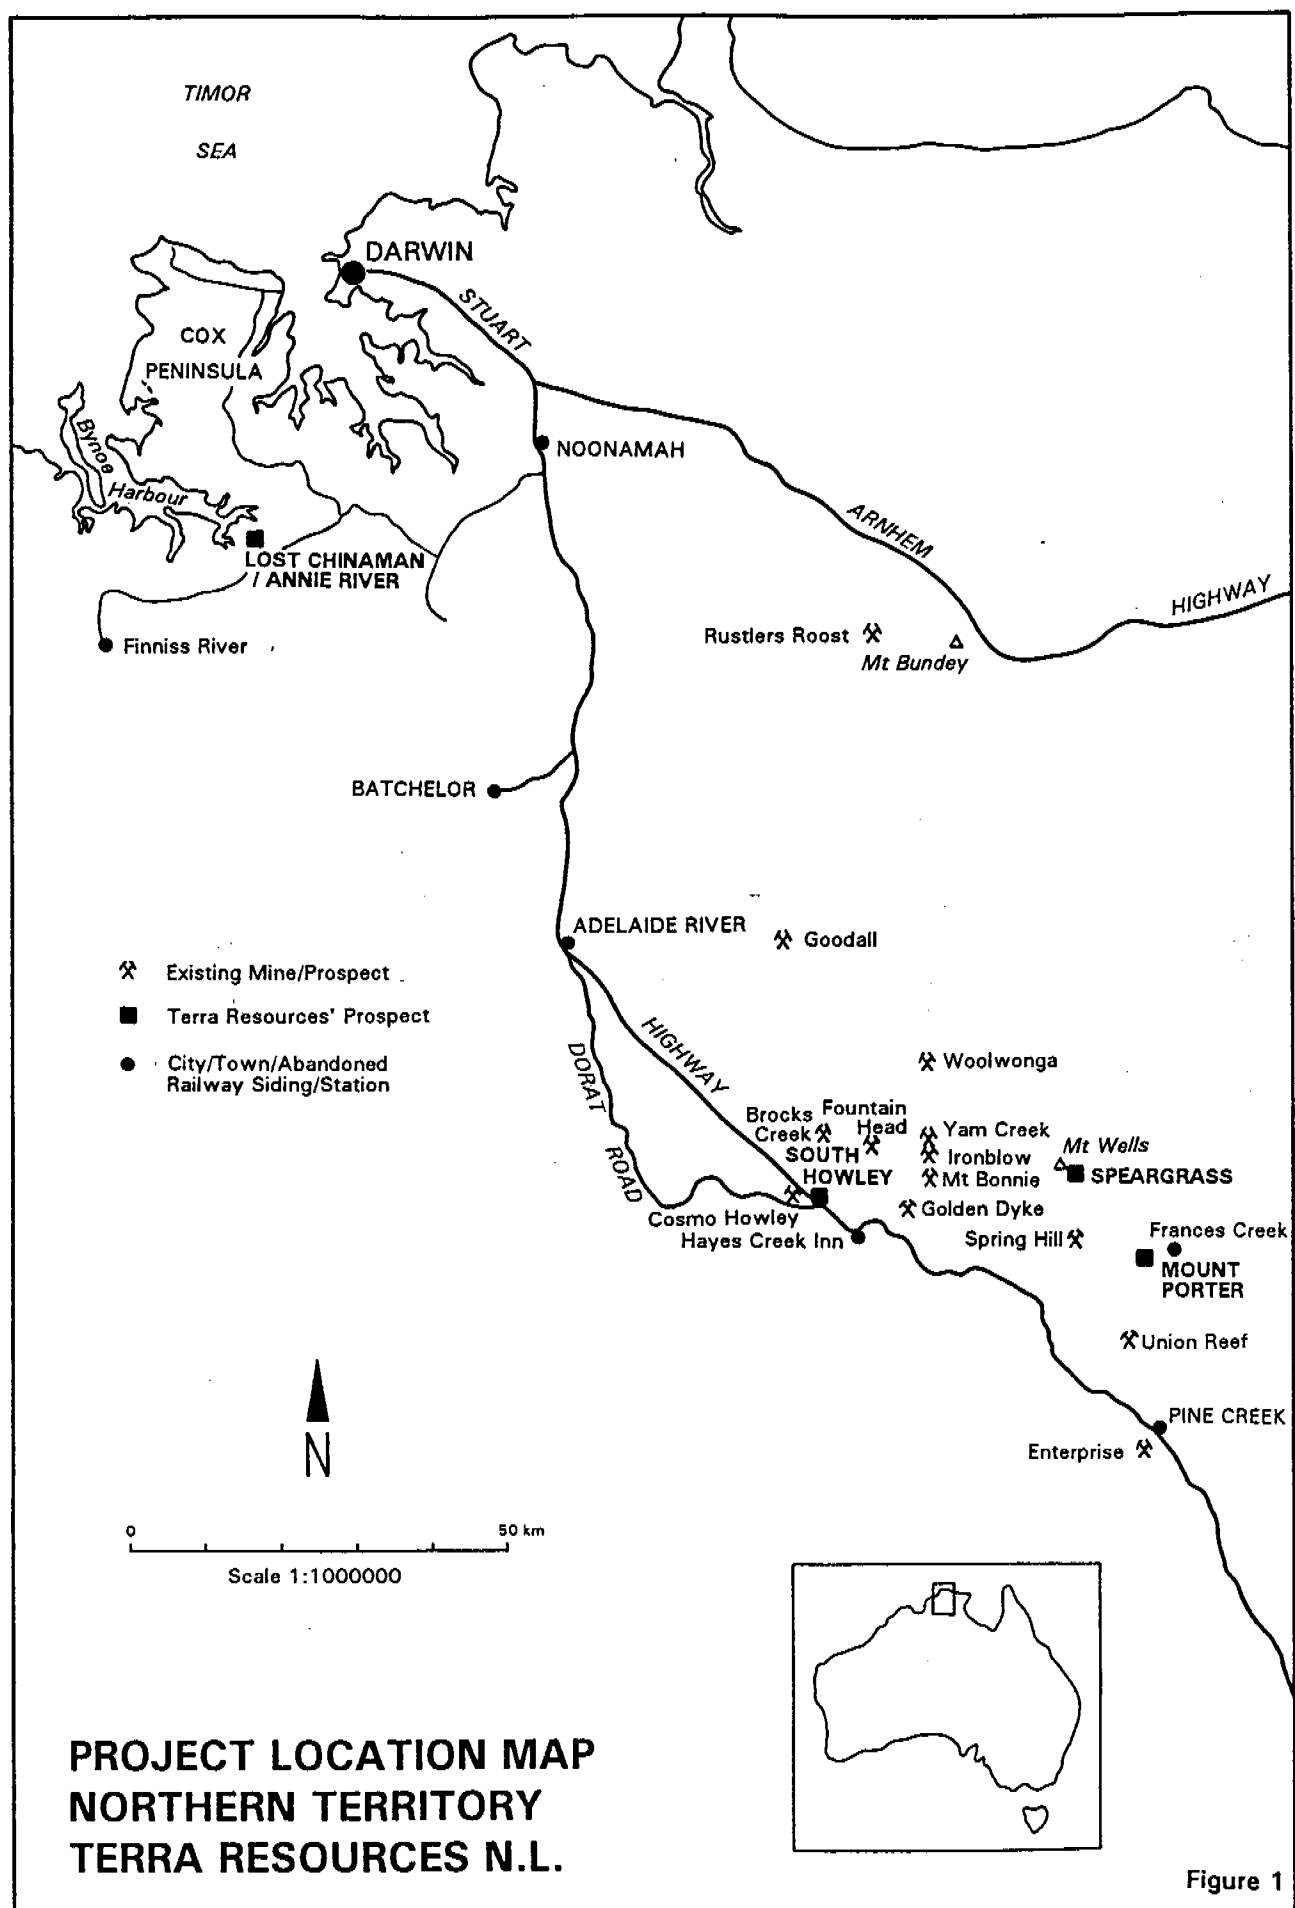 TIMOR
SEA
DARWIN
STUART
COX
PENINSULA
Bynoe
Harbour
NOONAMAH
ARNHEM
HIGHWAY
LOST CHINAMAN
/ ANNIE RIVER
Finniss River
Rustlers Roost
Mt Bundey
BATCHELOR
ADELAIDE RIVER
Goodall
Existing Mine/Prospect
Terra Resources' Prospect
City/Town/Abandoned
Railway Siding/Station
HIGHWAY
DORAT
ROAD
Woolwonga
Brocks
Creek
Fountain
Head
Yam Creek
Ironblow
Mt Bonnie
Mt Wells
SPEARGRASS
SOUTH
HOWLEY
Golden Dyke
Cosmo Howley
Hayes Creek Inn
Spring Hill
Frances Creek
MOUNT
PORTER
Union Reef
PINE CREEK
Enterprise
N
0
50 km
Scale 1:1000000
PROJECT LOCATION MAP
NORTHERN TERRITORY
TERRA RESOURCES N.L.
Figure 1